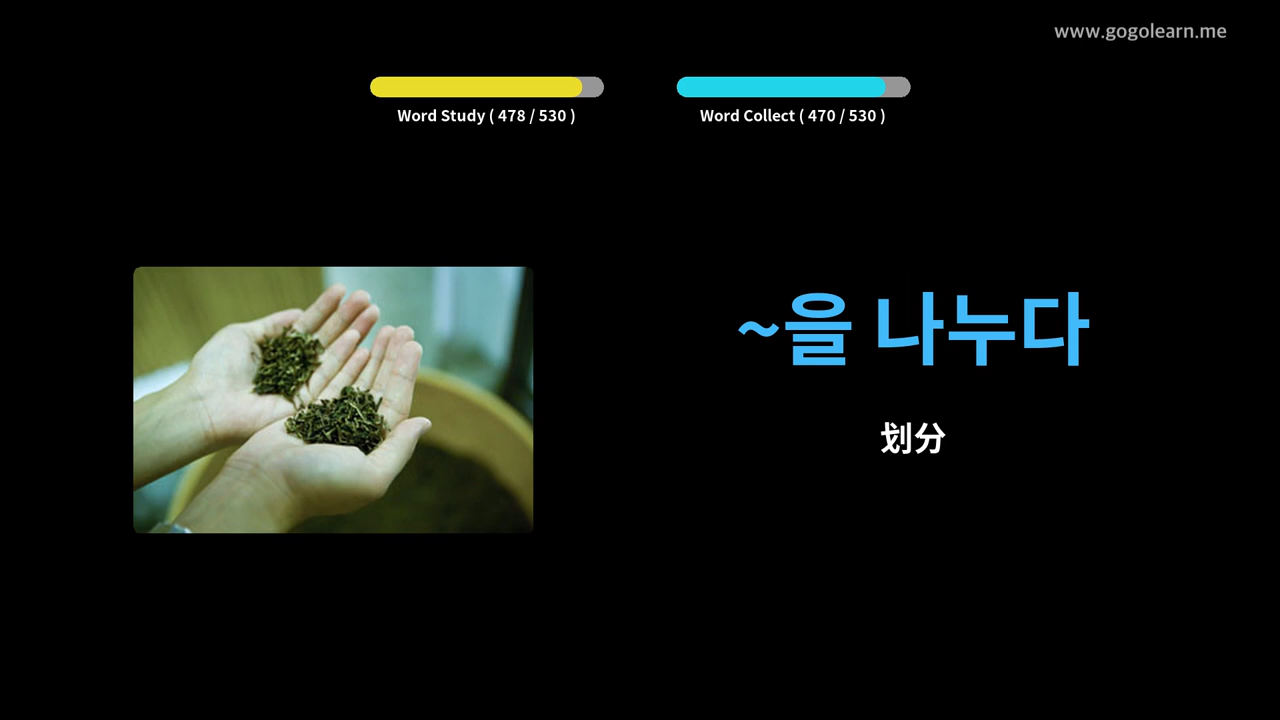 www.gogolearn.me
Word Study ( 478 / 530 )
Word Collect ( 470 / 530 )
~을 나누다
划分